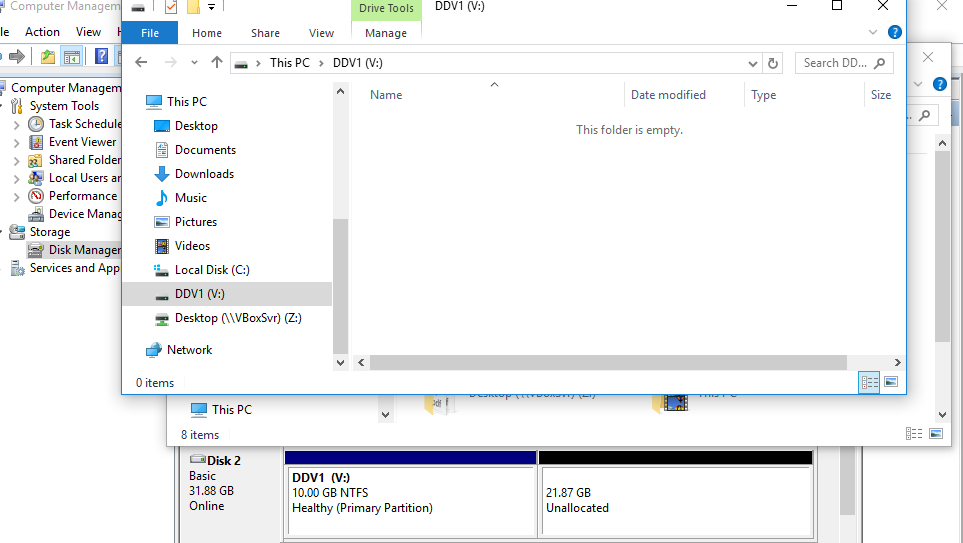 Computer Managem
DDV1 (V:)
Drive Tools
File Home Share View Manage
le Action View
This PC > DDV1 (V:)
Search DD...
Computer Managem
System Tools
Task Schedule
Event Viewer
Shared Folder
Local Users an
Performance
Device Manag
Storage
Disk Manager
Services and App
This PC
Desktop
Documents
Downloads
Music
Pictures
Videos
Local Disk (C:)
DDV1 (V:)
Desktop (\\VBoxSvr) (Z:)
Network
Name Date modified Type Size
This folder is empty.
0 items
This PC
Desktop (\\VBoxSvr) (Z:)
This PC
8 items
Disk 2
Basic
31.88 GB
Online
DDV1 (V:)
10.00 GB NTFS
Healthy (Primary Partition)
21.87 GB
Unallocated